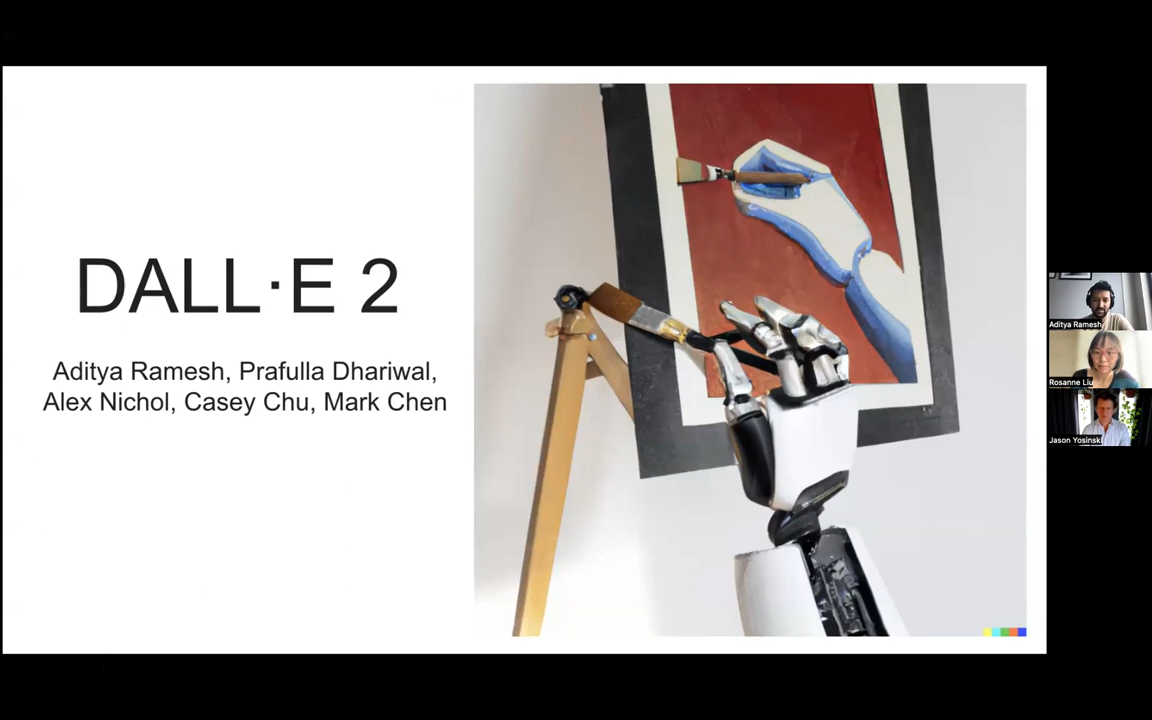 DALL·E 2
Aditya Ramesh, Prafulla Dhariwal,
Alex Nichol, Casey Chu, Mark Chen
Aditya Ramesh
Rosanne Liu
Jason Yosinski